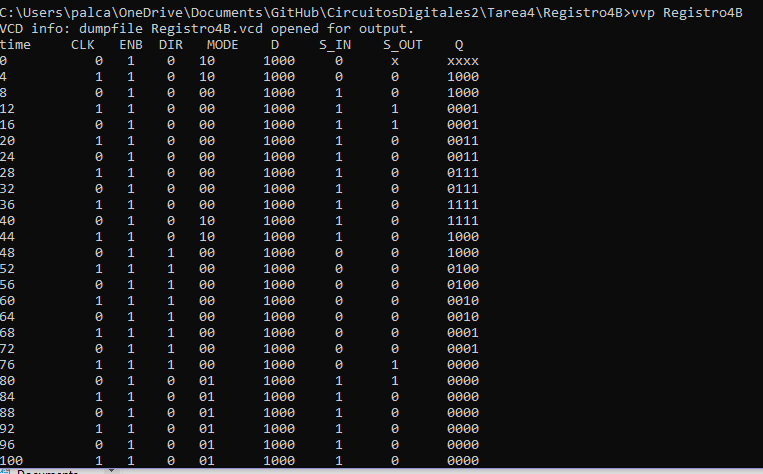 C:\Users\palca\OneDrive\Documents\GitHub\CircuitosDigitales2\Tarea4\Registro4B>vvp Registro4B
VCD info: dumpfile Registro4B.vcd opened for output.
time CLK ENB DIR MODE D S_IN S_OUT Q
0 0 1 0 10 1000 0 x xxxx
4 1 1 0 10 1000 0 0 1000
8 0 1 0 00 1000 1 0 1000
12 1 1 0 00 1000 1 1 0001
16 0 1 0 00 1000 1 1 0001
20 1 1 0 00 1000 1 0 0011
24 0 1 0 00 1000 1 0 0011
28 1 1 0 00 1000 1 0 0111
32 0 1 0 00 1000 1 0 0111
36 1 1 0 00 1000 1 0 1111
40 0 1 0 10 1000 1 0 1111
44 1 1 0 10 1000 1 0 1000
48 0 1 1 00 1000 0 0 1000
52 1 1 1 00 1000 0 0 0100
56 0 1 1 00 1000 0 0 0100
60 1 1 1 00 1000 0 0 0010
64 0 1 1 00 1000 0 0 0010
68 1 1 1 00 1000 0 0 0001
72 0 1 1 00 1000 0 0 0001
76 1 1 1 00 1000 0 1 0000
80 0 1 0 01 1000 1 1 0000
84 1 1 0 01 1000 1 0 0000
88 0 1 0 01 1000 1 0 0000
92 1 1 0 01 1000 1 0 0000
96 0 1 0 01 1000 1 0 0000
100 1 1 0 01 1000 1 0 0000